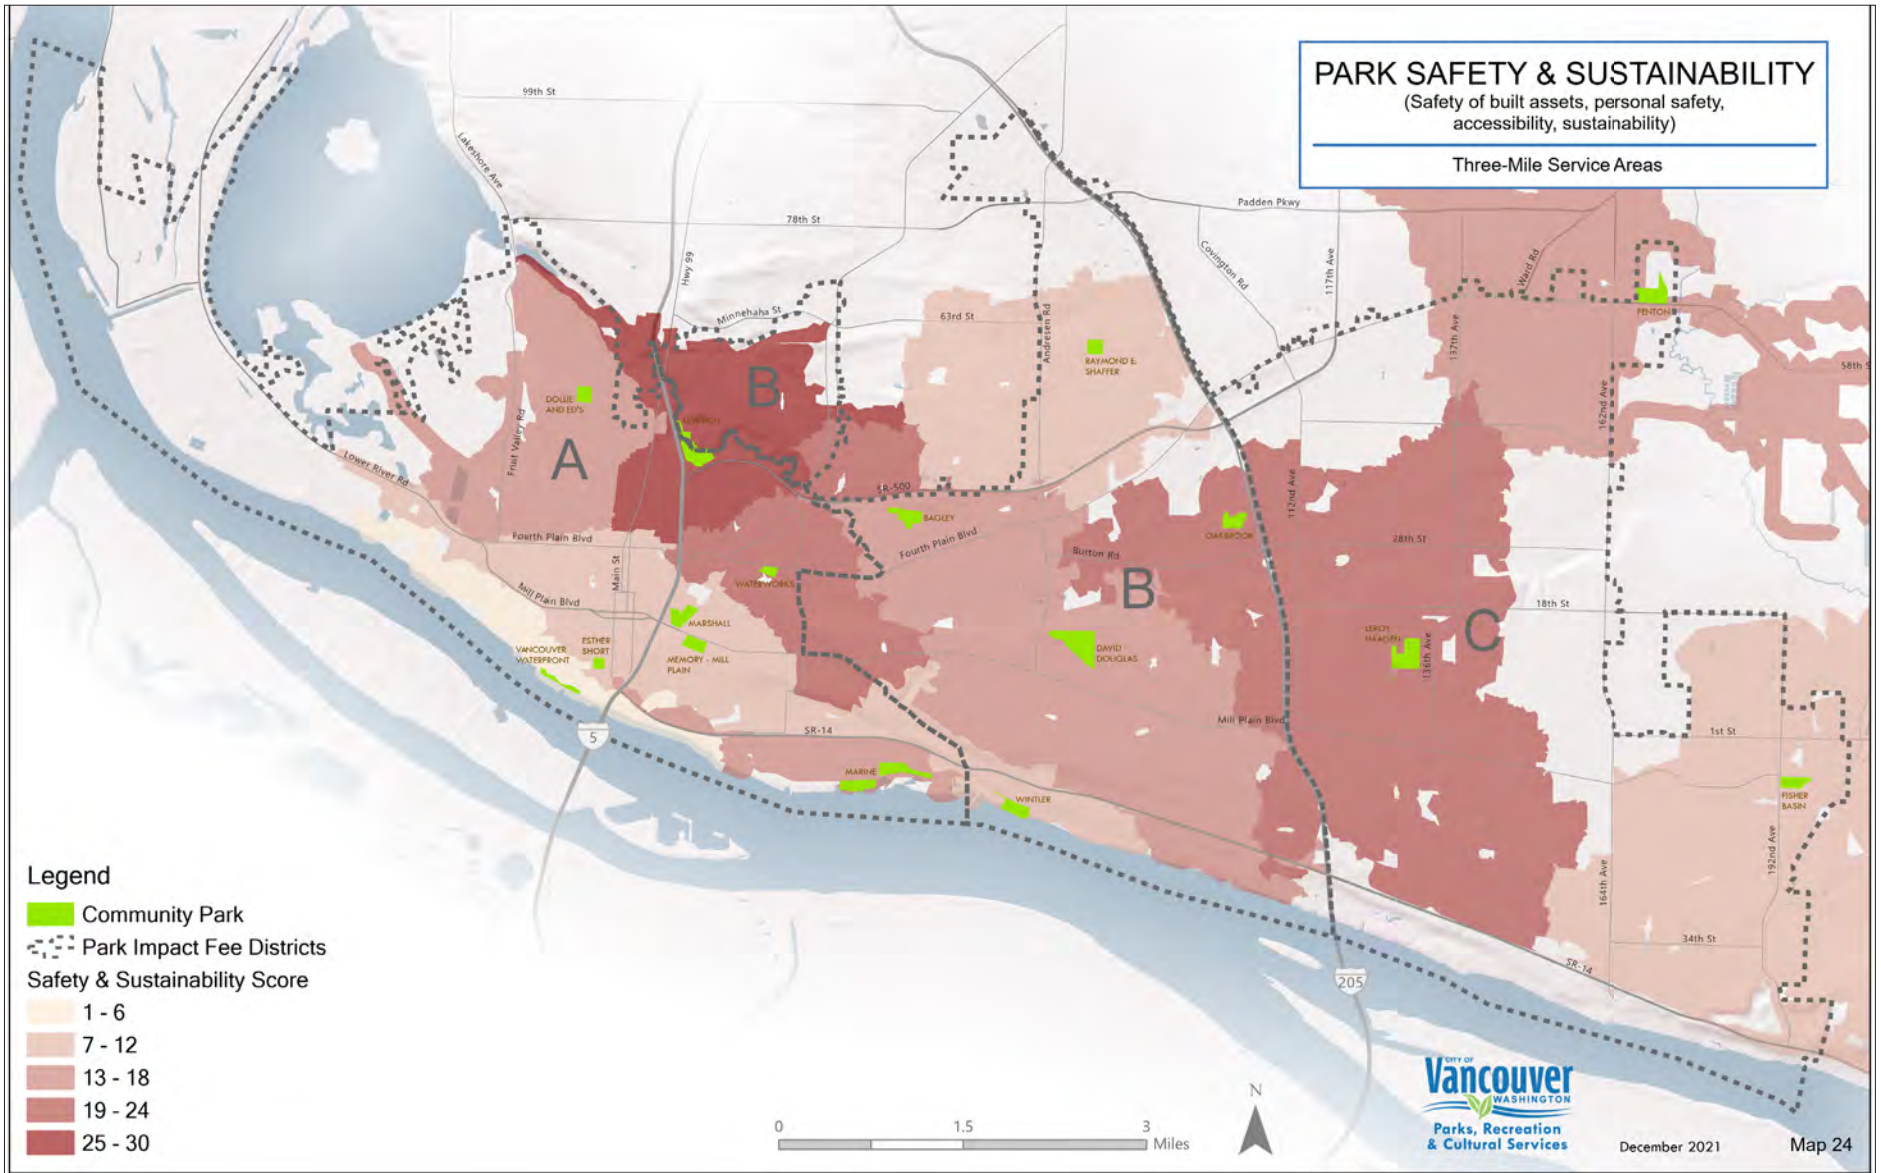 PARK SAFETY & SUSTAINABILITY
(Safety of built assets, personal safety,
accessibility, sustainability)
Three-Mile Service Areas
99th St
Lakeshore Ave
78th St
Padden Pkwy
Hwy 99
Covington Rd
117th Ave
Ward Rd
Minnehaha St
63rd St
Andresen Rd
137th Ave
FENTON
58th S
RAYMOND E.
SHAFFER
B
DOLLIE
AND ED'S
162nd Ave
Fruit Valley Rd
A
Lower River Rd
SR-500
112nd Ave
BAGLEY
OAKBROOK
Fourth Plain Blvd
Fourth Plain Blvd
28th St
Burton Rd
Main St
WATERWORKS
B
Mill Plain Blvd
18th St
MARSHALL
C
LEROY
HAAGEN
136th Ave
ESTHER
SHORT
VANCOUVER
WATERFRONT
MEMORY - MILL
PLAIN
DAVID
DOUGLAS
Mill Plain Blvd
SR-14
1st St
5
MARINE
WINTLER
FISHER
BASIN
192nd Ave
164th Ave
34th St
SR-14
205
Legend
Community Park
Park Impact Fee Districts
Safety & Sustainability Score
1 - 6
7 - 12
13 - 18
19 - 24
25 - 30
0 1.5 3
Miles
N
CITY OF
Vancouver
WASHINGTON
Parks, Recreation
& Cultural Services
December 2021
Map 24